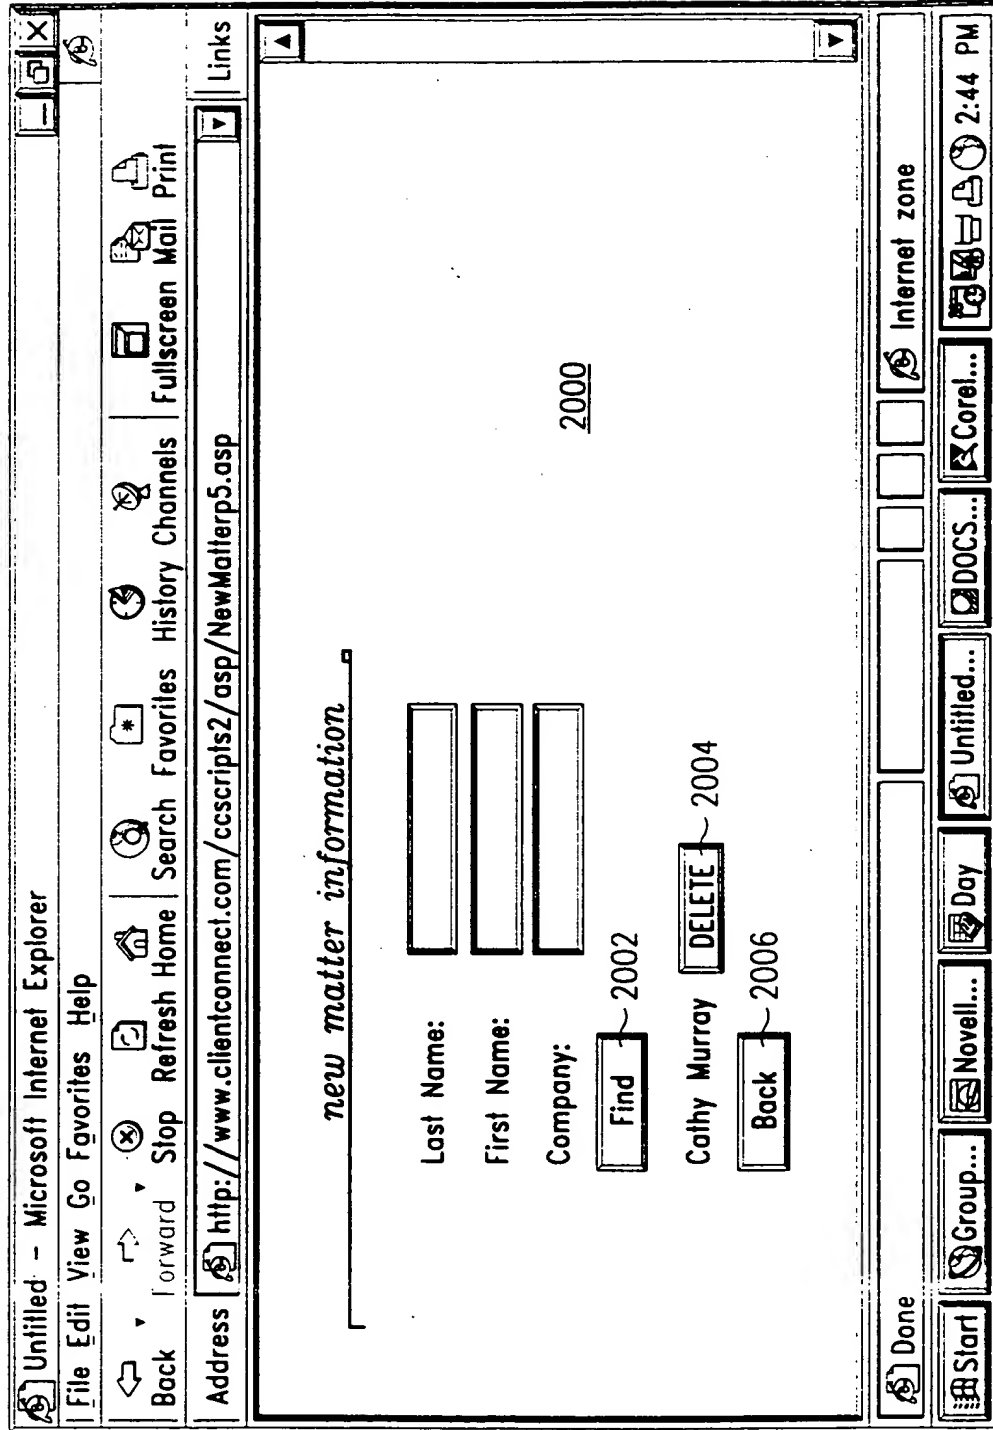 Untitled - Microsoft Internet Explorer
File Edit View Go Favorites Help
Back Forward Stop Refresh Home Search Favorites History Channels Fullscreen Mail Print
Address http://www.clientconnect.com/ccscripts2/asp/NewMatterp5.asp Links
new matter information
Last Name:
First Name:
Company:
Find 2002
2000
Cathy Murray DELETE 2004
Back 2006
Done Internet zone
Start Group... Novell... Day Untitled... DOCS... Corel... 2:44 PM